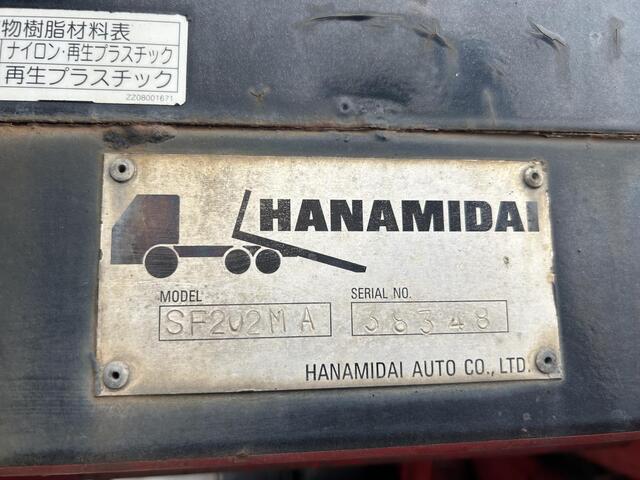 物樹脂材料表
ナイロン・再生プラスチック
再生プラスチック
2208001671
HANAMIDAI
MODEL SERIAL NO.
SF202MA 38348
HANAMIDAI AUTO CO., LTD.